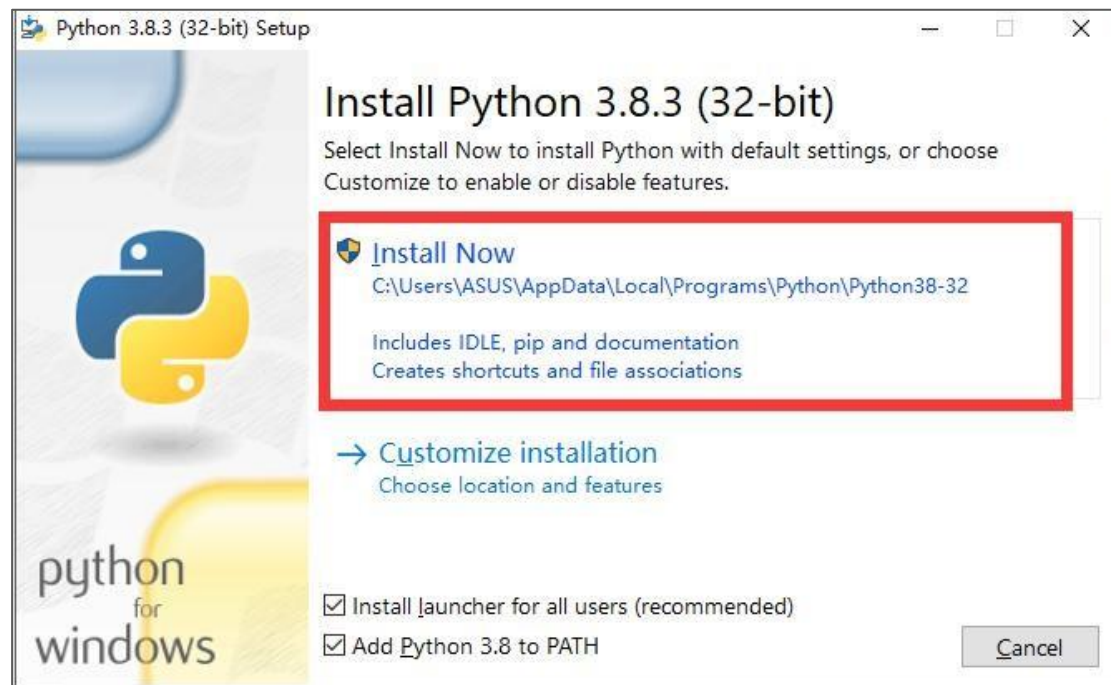 Python 3.8.3 (32-bit) Setup
Install Python 3.8.3 (32-bit)
Select Install Now to install Python with default settings, or choose
Customize to enable or disable features.
Install Now
C:\Users\ASUS\AppData\Local\Programs\Python\Python38-32
Includes IDLE, pip and documentation
Creates shortcuts and file associations
→ Customize installation
Choose location and features
python
for
windows
Install launcher for all users (recommended)
Add Python 3.8 to PATH
Cancel